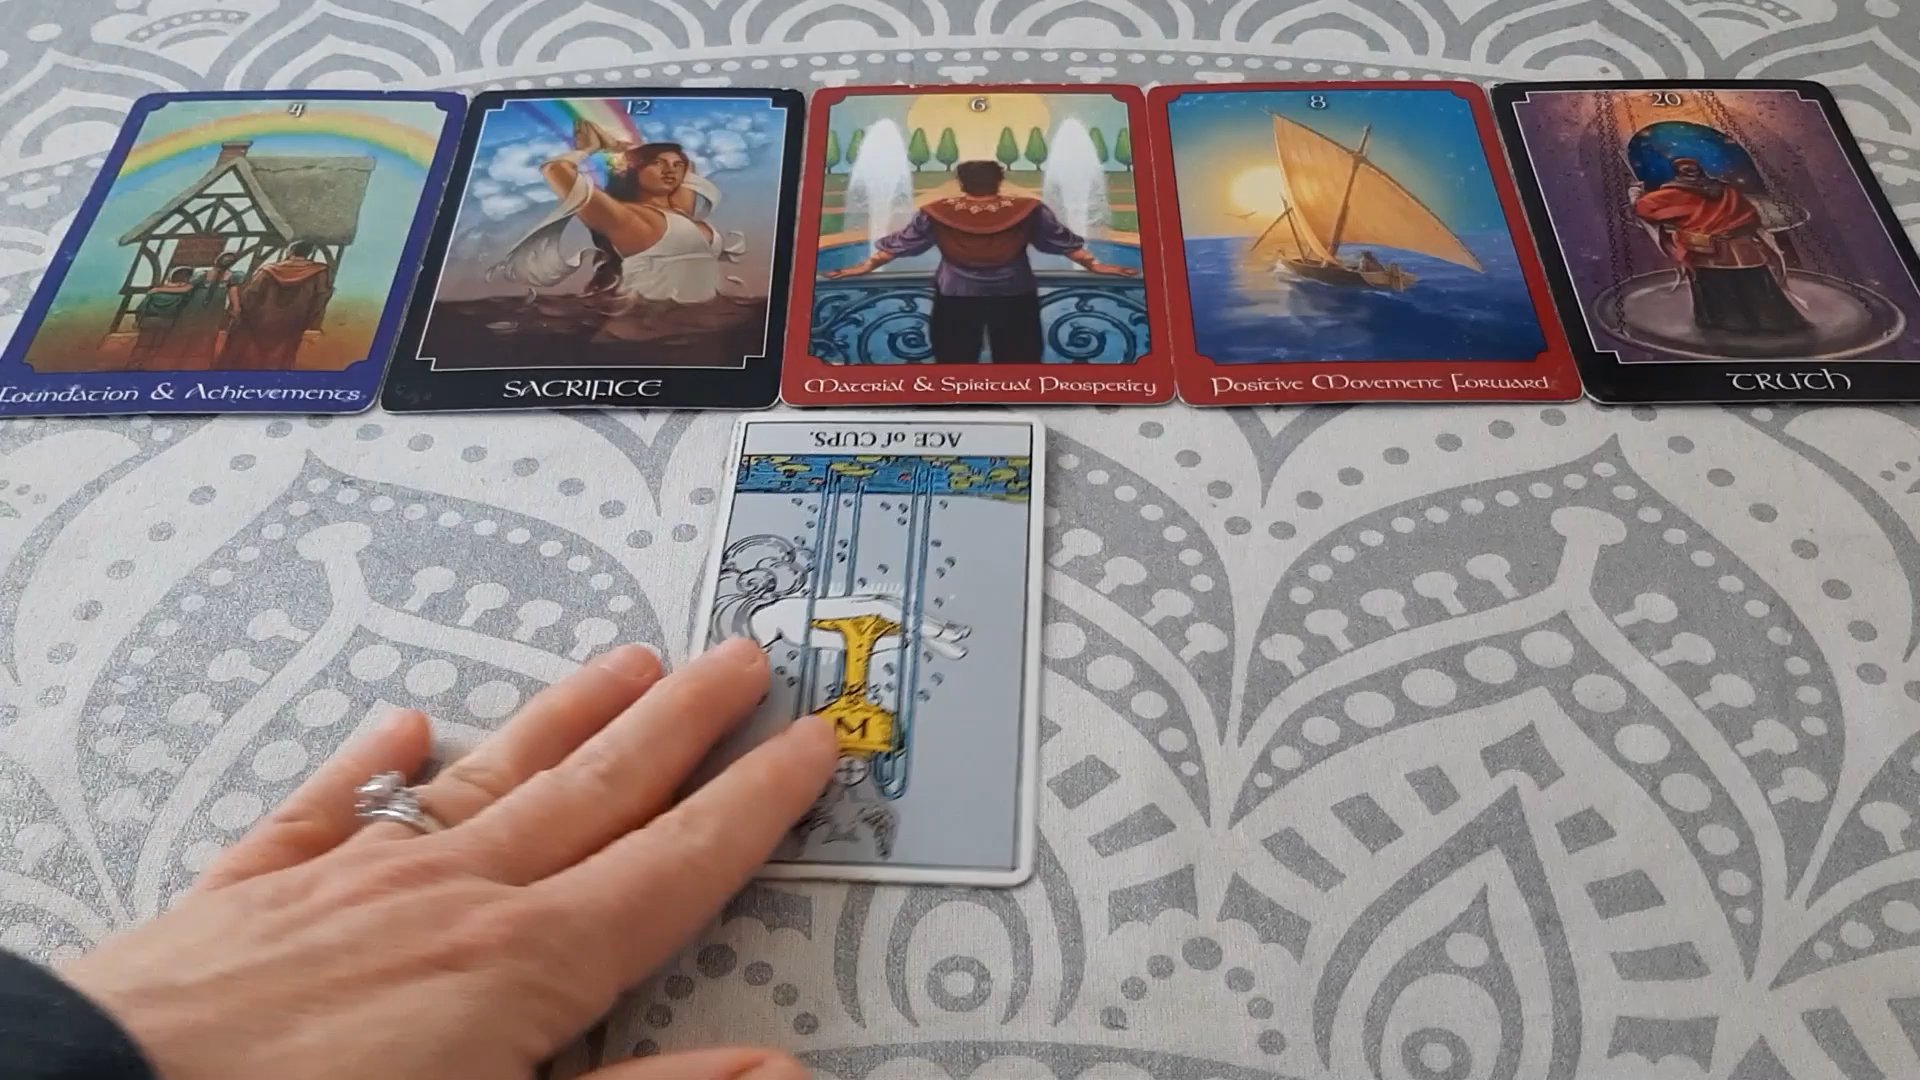 4
Foundation & Achievements
12
SACRIFICE
6
Material & Spiritual Prosperity
8
Positive Movement Forward
20
TRUTH
ACE of CUPS.
M